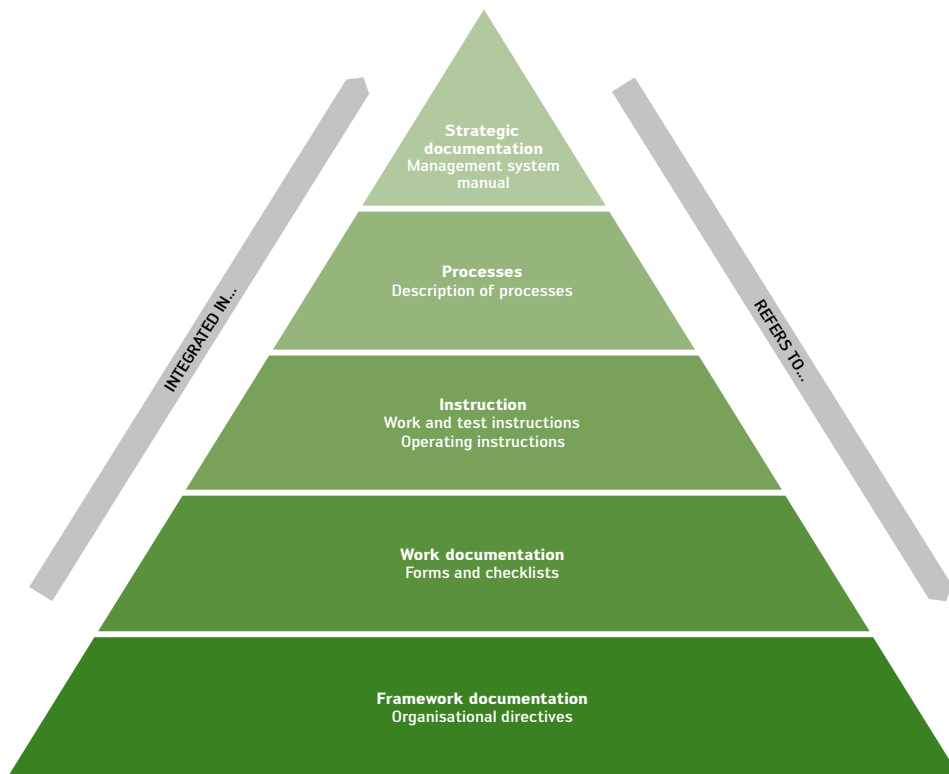 Strategic
documentation
Management system
manual
INTEGRATED IN...
REFERS TO...
Processes
Description of processes
Instruction
Work and test instructions
Operating instructions
Work documentation
Forms and checklists
Framework documentation
Organisational directives